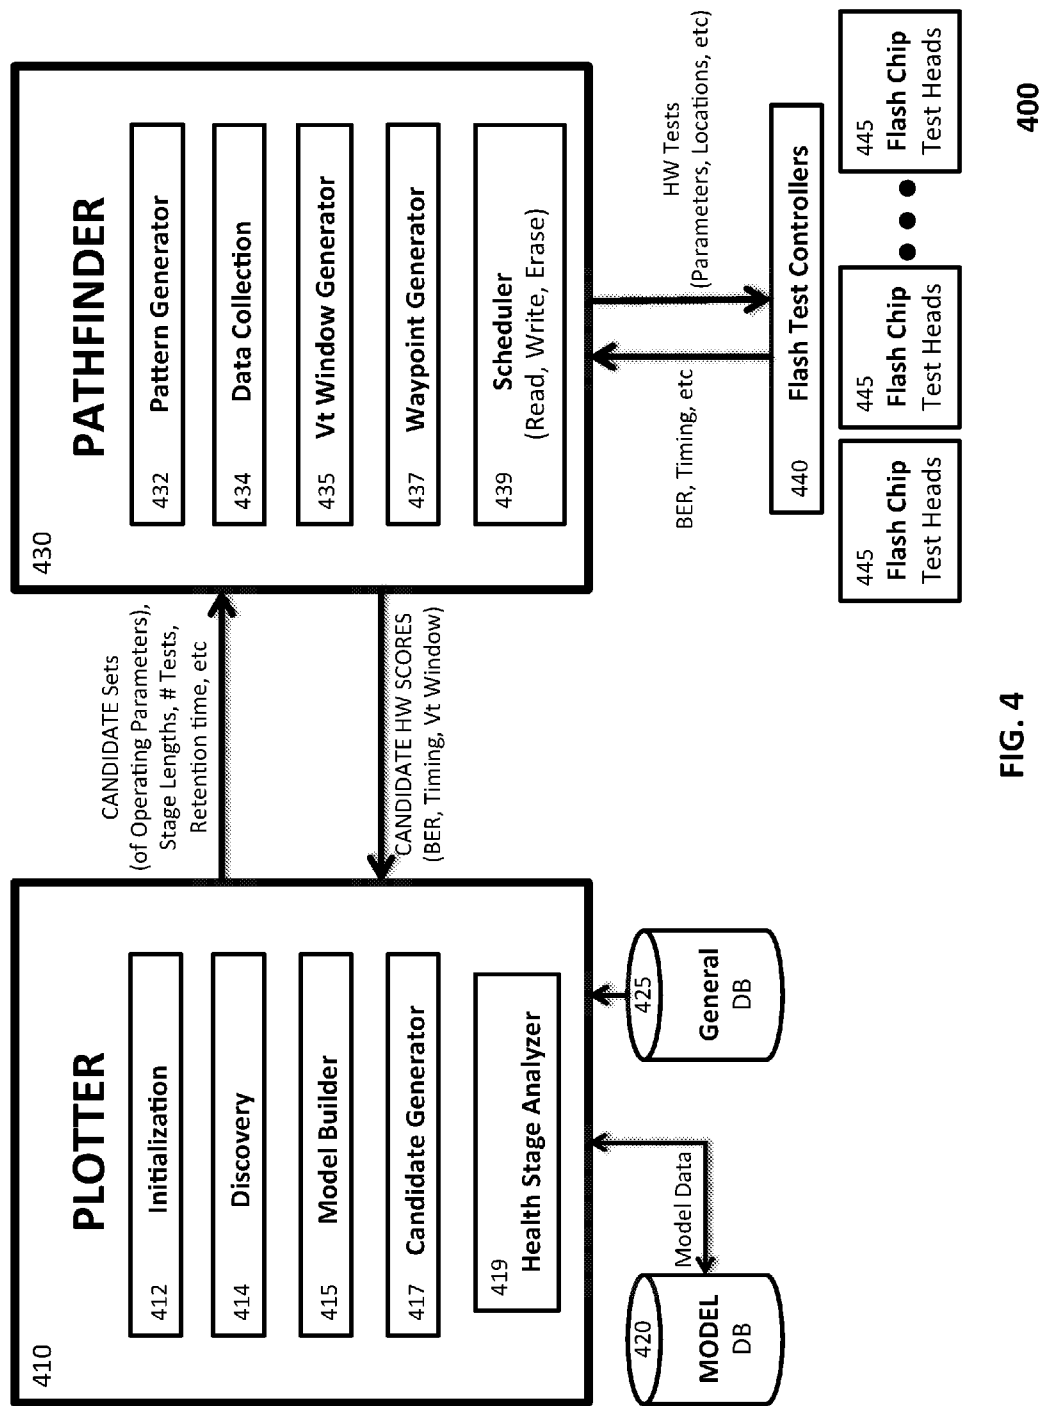 410
PLOTTER
412
Initialization
414
Discovery
415
Model Builder
417
Candidate Generator
419
Health Stage Analyzer
420
MODEL
DB
Model Data
425
General
DB
CANDIDATE Sets
(of Operating Parameters),
Stage Lengths, # Tests,
Retention time, etc
CANDIDATE HW SCORES
(BER, Timing, Vt Window)
430
PATHFINDER
432
Pattern Generator
434
Data Collection
435
Vt Window Generator
437
Waypoint Generator
439
Scheduler
(Read, Write, Erase)
BER, Timing, etc
HW Tests
(Parameters, Locations, etc)
440
Flash Test Controllers
445
Flash Chip
Test Heads
445
Flash Chip
Test Heads
445
Flash Chip
Test Heads
FIG. 4
400